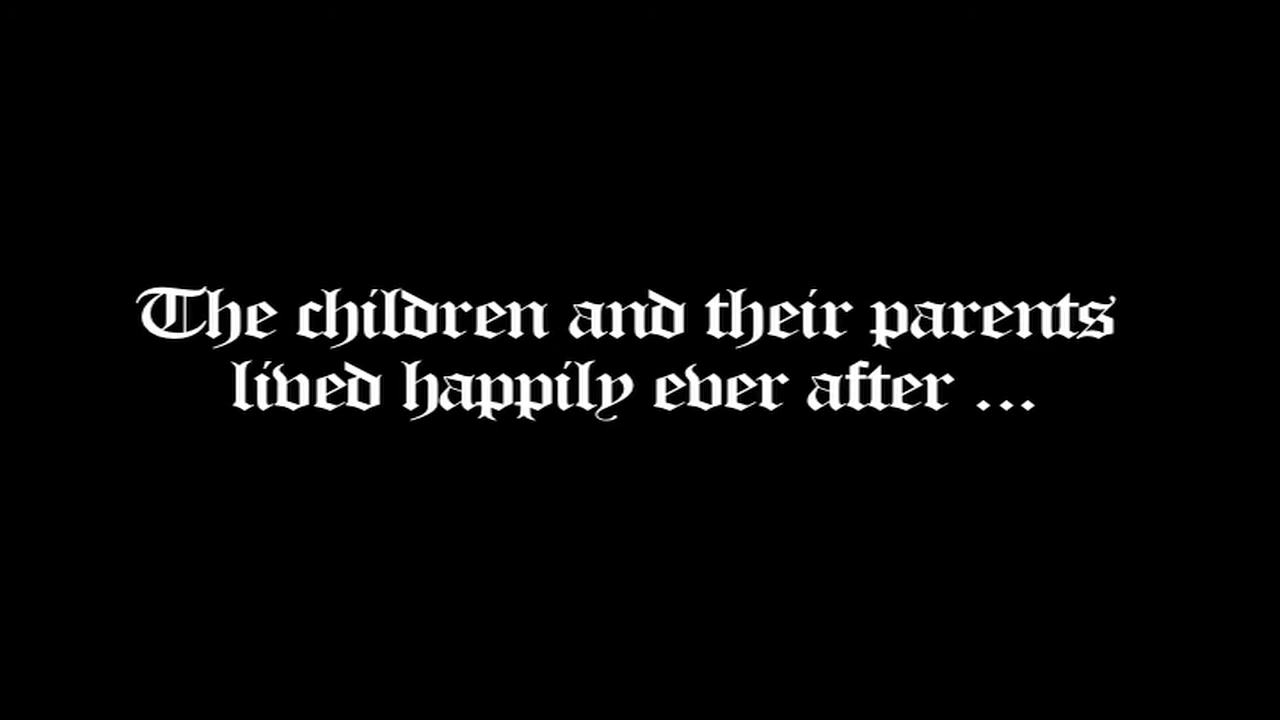 The children and their parents
lived happily ever after ...